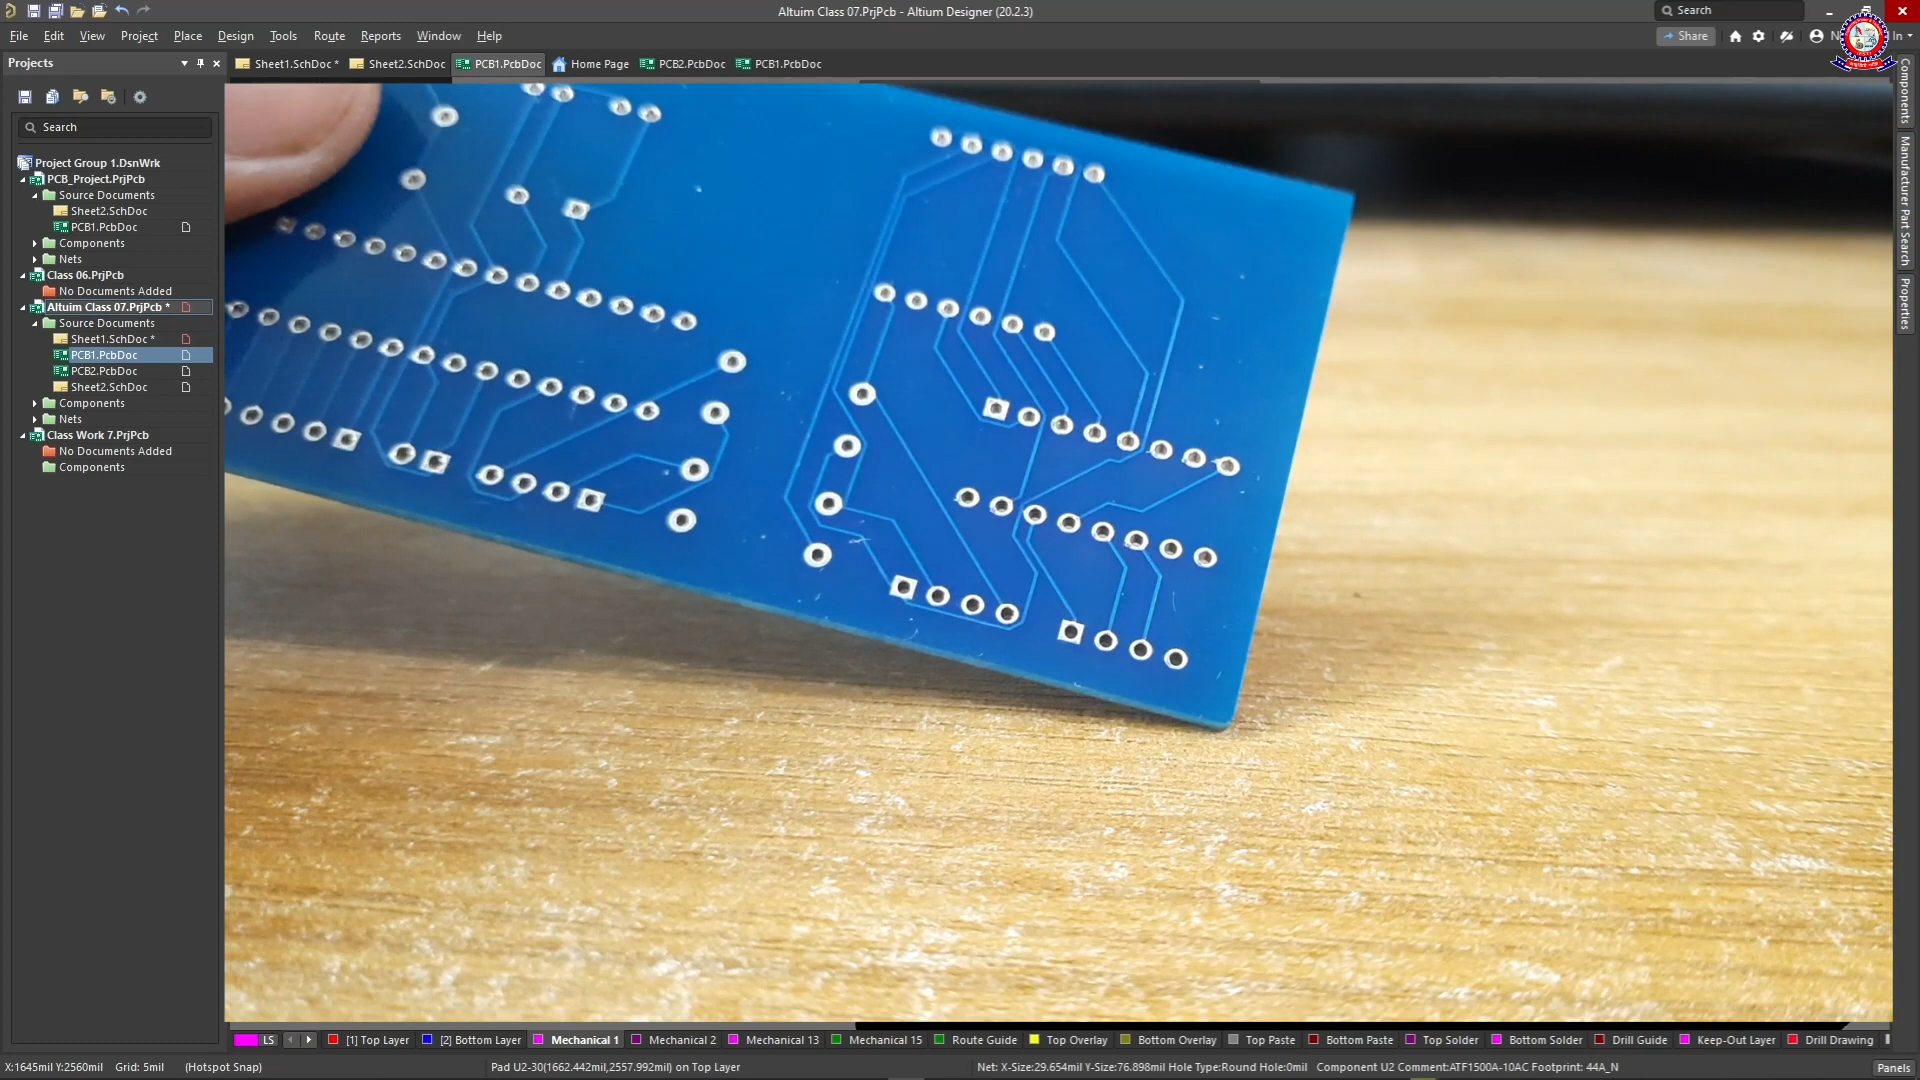 Altuim Class 07.PrjPcb - Altium Designer (20.2.3)
Search
File Edit View Project Place Design Tools Route Reports Window Help
Share
Projects
Sheet1.SchDoc * Sheet2.SchDoc PCB1.PcbDoc Home Page PCB2.PcbDoc PCB1.PcbDoc
Search
Project Group 1.DsnWrk
PCB_Project.PrjPcb
Source Documents
Sheet2.SchDoc
PCB1.PcbDoc
Components
Nets
Class 06.PrjPcb
No Documents Added
Altuim Class 07.PrjPcb *
Source Documents
Sheet1.SchDoc *
PCB1.PcbDoc
PCB2.PcbDoc
Sheet2.SchDoc
Components
Nets
Class Work 7.PrjPcb
No Documents Added
Components
Components
Manufacturer Part Search
Properties
LS [1] Top Layer [2] Bottom Layer Mechanical 1 Mechanical 2 Mechanical 13 Mechanical 15 Route Guide Top Overlay Bottom Overlay Top Paste Bottom Paste Top Solder Bottom Solder Drill Guide Keep-Out Layer Drill Drawing
X:1645mil Y:2560mil Grid: 5mil (Hotspot Snap) Pad U2-30(1662.442mil,2557.992mil) on Top Layer Net: X-Size:29.654mil Y-Size:76.898mil Hole Type:Round Hole:0mil Component U2 Comment:ATF1500A-10AC Footprint: 44A_N
Panels